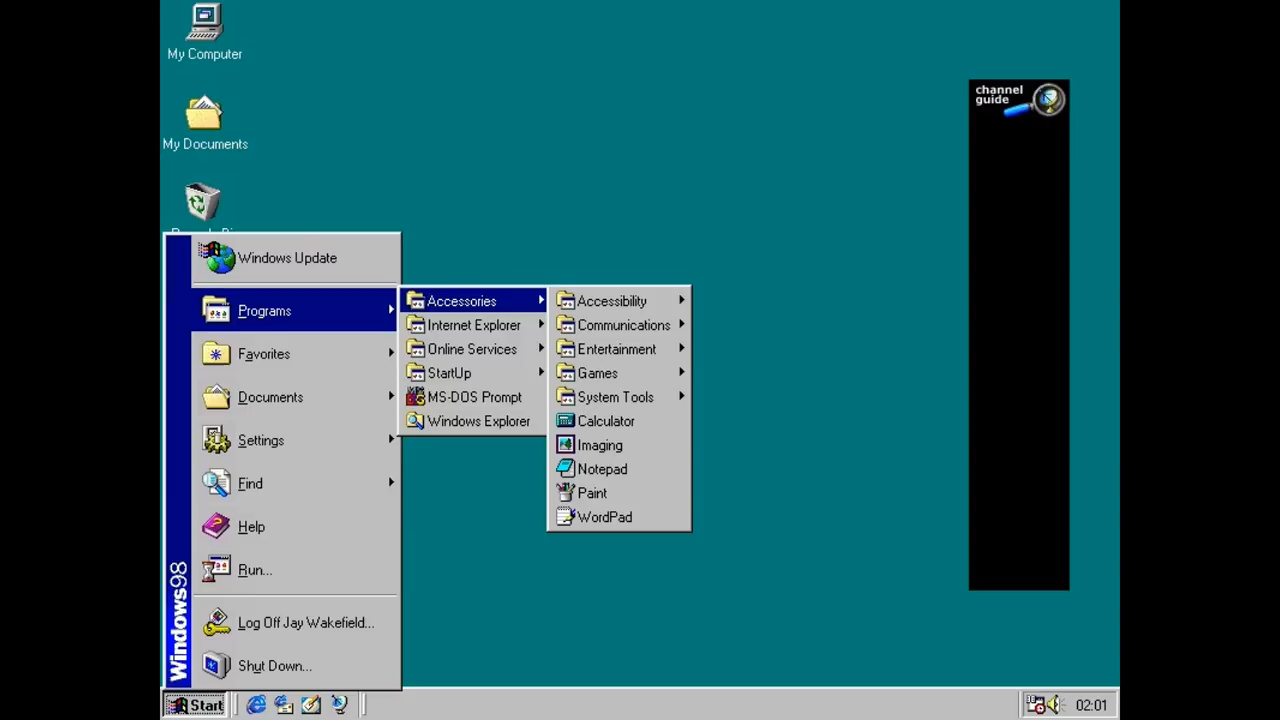 My Computer
My Documents
channel
guide
Windows Update
Programs
Favorites
Documents
Settings
Find
Help
Run...
Log Off Jay Wakefield...
Shut Down...
Windows98
Accessories
Internet Explorer
Online Services
StartUp
MS-DOS Prompt
Windows Explorer
Accessibility
Communications
Entertainment
Games
System Tools
Calculator
Imaging
Notepad
Paint
WordPad
Start
02:01